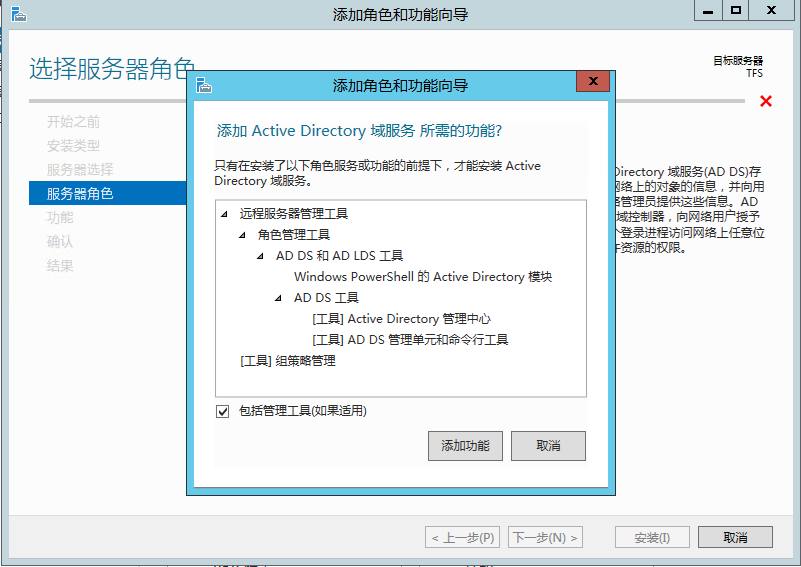 添加角色和功能向导
选择服务器角色
目标服务器
TFS
开始之前
安装类型
服务器选择
服务器角色
功能
确认
结果
添加角色和功能向导
添加 Active Directory 域服务 所需的功能?
只有在安装了以下角色服务或功能的前提下，才能安装 Active
Directory 域服务。
远程服务器管理工具
角色管理工具
AD DS 和 AD LDS 工具
Windows PowerShell 的 Active Directory 模块
AD DS 工具
[工具] Active Directory 管理中心
[工具] AD DS 管理单元和命令行工具
[工具] 组策略管理
包括管理工具(如果适用)
添加功能
取消
Directory 域服务(AD DS)存
网络上的对象的信息，并向用
管理员提供这些信息。AD
域控制器，向网络用户授予
个登录进程访问网络上任意位
资源的权限。
< 上一步(P)
下一步(N) >
安装(I)
取消